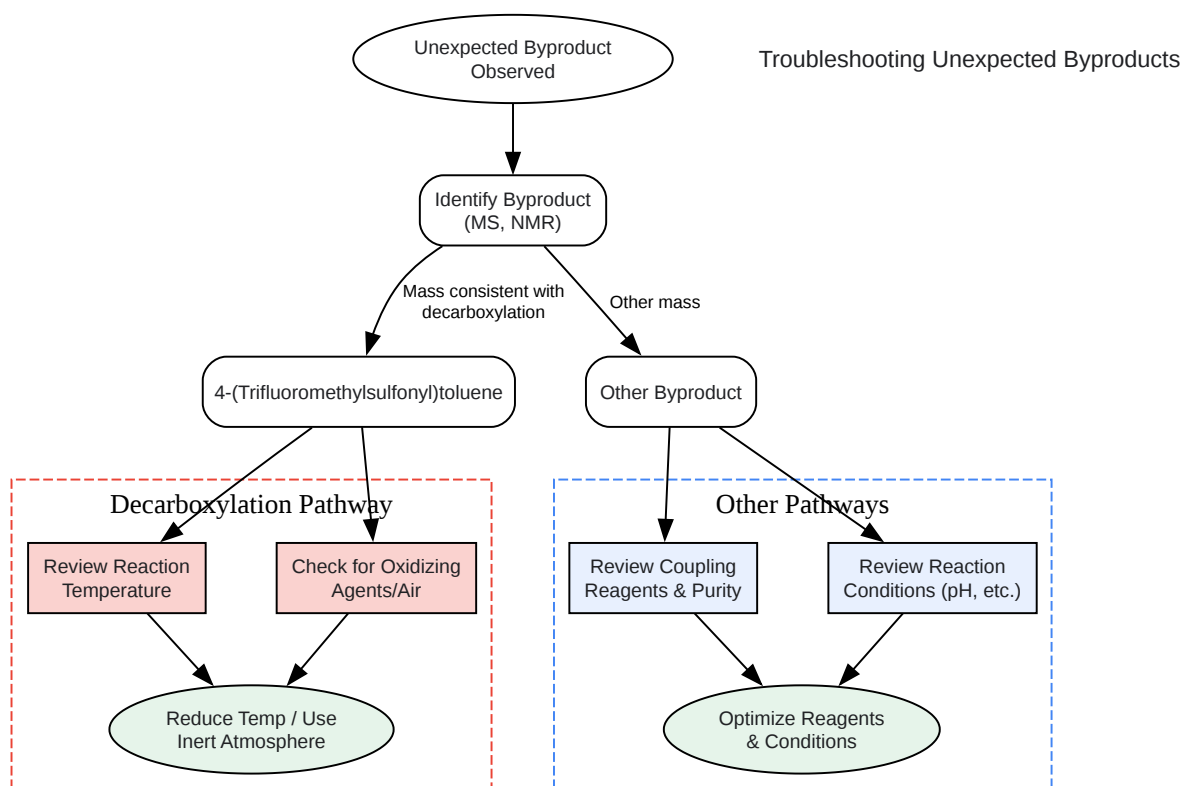 Unexpected Byproduct
Observed
Troubleshooting Unexpected Byproducts
Identify Byproduct
(MS, NMR)
Mass consistent with
decarboxylation
Other mass
4-(Trifluoromethylsulfonyl)toluene
Other Byproduct
Decarboxylation Pathway
Other Pathways
Review Reaction
Temperature
Check for Oxidizing
Agents/Air
Review Coupling
Reagents & Purity
Review Reaction
Conditions (pH, etc.)
Reduce Temp / Use
Inert Atmosphere
Optimize Reagents
& Conditions